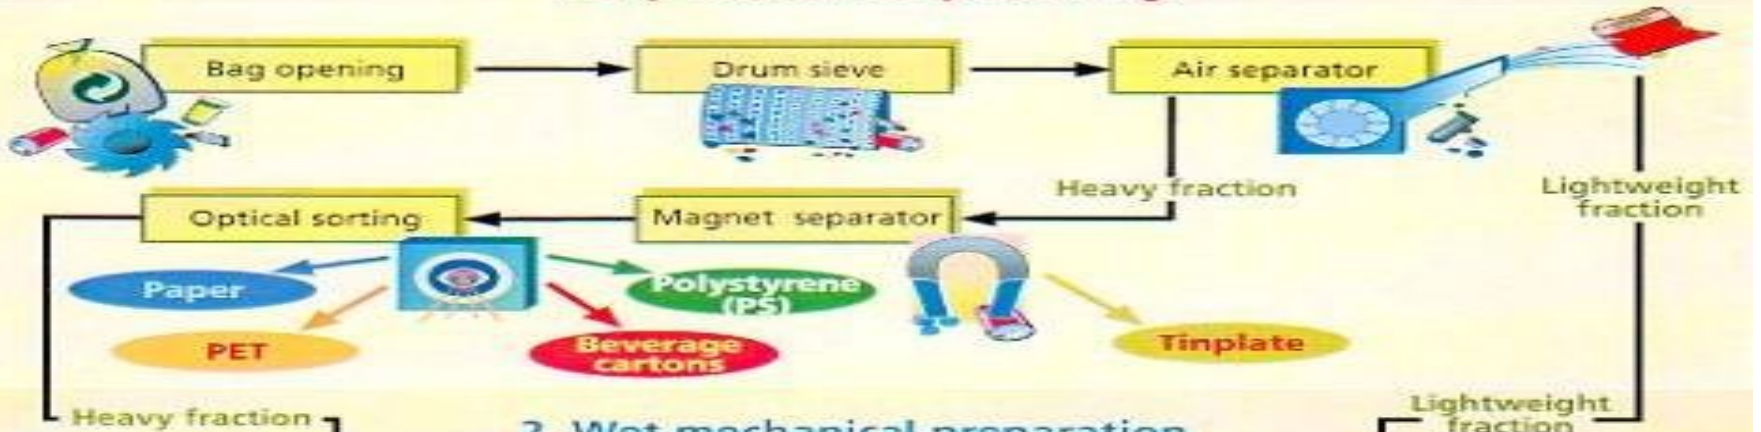 Bag opening
Drum sieve
Air separator
Heavy fraction
Lightweight
fraction
Optical sorting
Magnet separator
Paper
Polystyrene
(PS)
PET
Beverage
cartons
Tinplate
Heavy fraction
Lightweight
fraction
2. Wet mechanical preparation